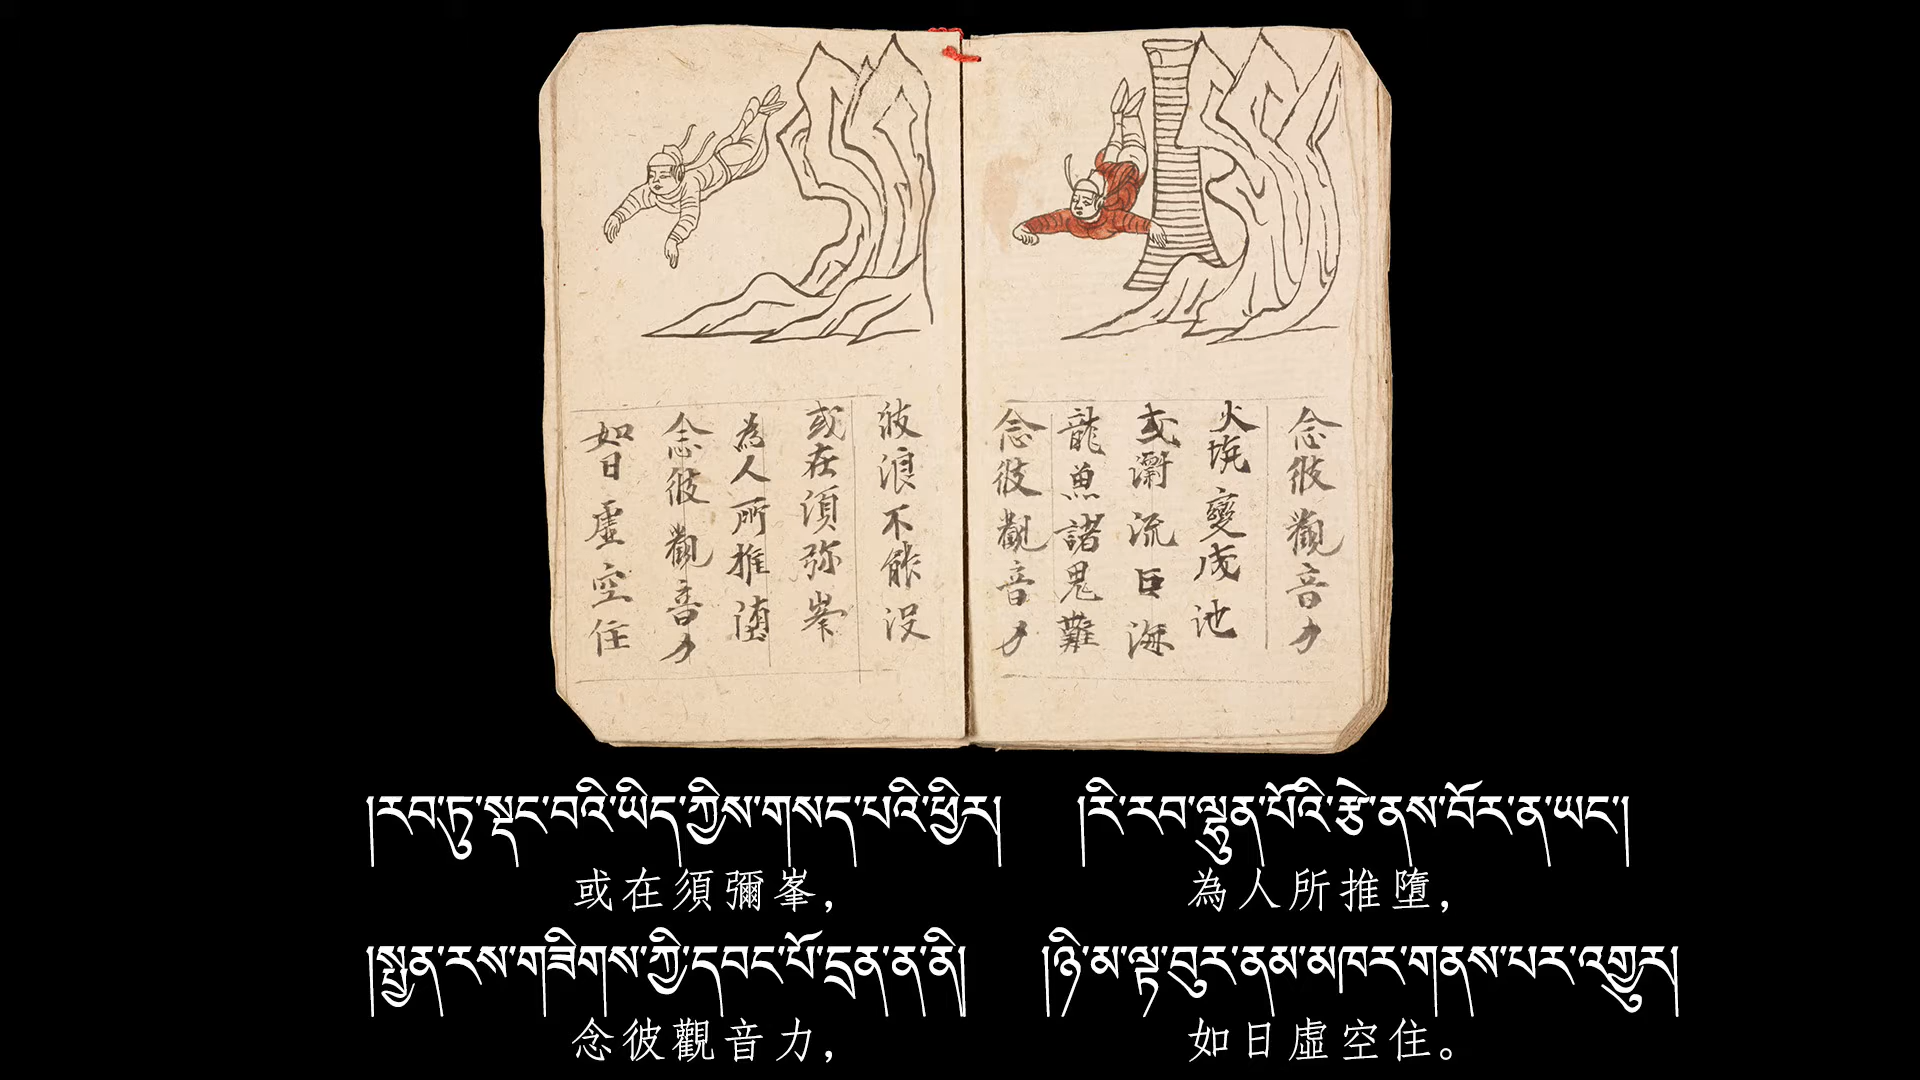 念彼觀音力
火坑變成池
或漂流巨海
龍魚諸鬼難
念彼觀音力
波浪不能没
或在湏弥峯
為人所推墮
念彼觀音力
如日虛空住
།རབ་ཏུ་སྡང་བའི་ཡིད་ཀྱིས་གསད་པའི་ཕྱིར། །རི་རབ་ལྷུན་པོའི་རྩེ་ནས་བོར་ན་ཡང་།
或在須彌峯，為人所推墮，
།སྤྱན་རས་གཟིགས་ཀྱི་དབང་པོ་དྲན་ན་ནི། །ཉི་མ་ལྟ་བུར་ནམ་མཁར་གནས་པར་འགྱུར།
念彼觀音力，如日虛空住。